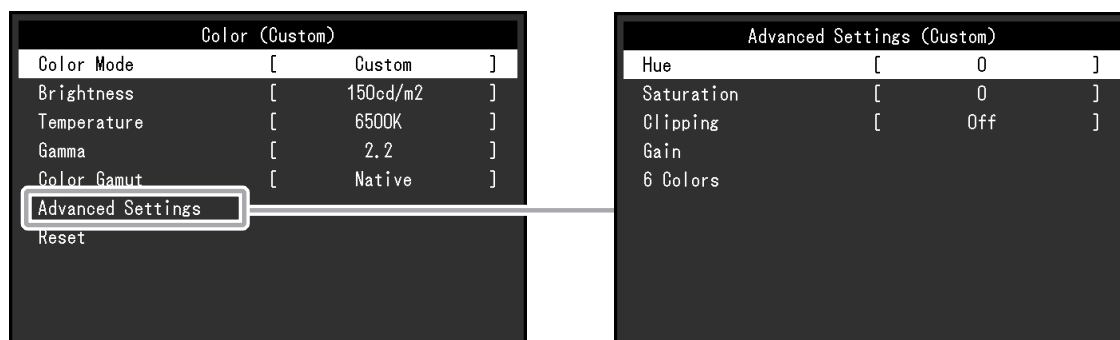 Color (Custom)
Color Mode [ Custom ]
Brightness [ 150cd/m2 ]
Temperature [ 6500K ]
Gamma [ 2.2 ]
Color Gamut [ Native ]
Advanced Settings
Reset
Advanced Settings (Custom)
Hue [ 0 ]
Saturation [ 0 ]
Clipping [ Off ]
Gain
6 Colors